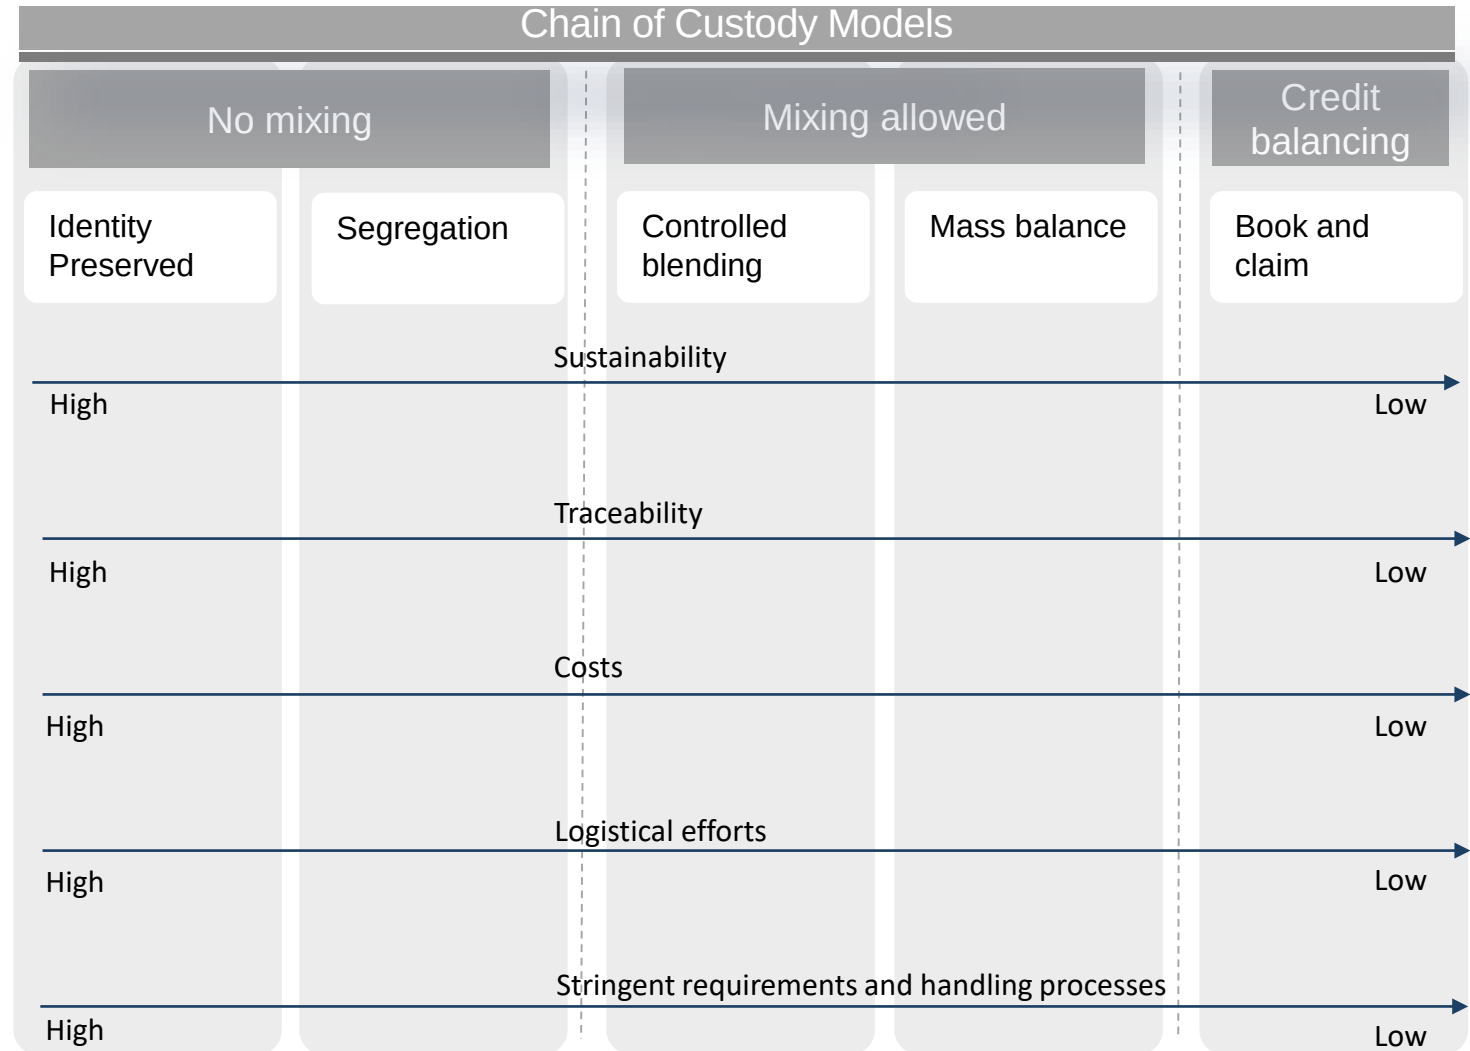 Chain of Custody Models
No mixing
Mixing allowed
Credit
balancing
Identity
Preserved
Segregation
Controlled
blending
Mass balance
Book and
claim
Sustainability
High
Low
Traceability
High
Low
Costs
High
Low
Logistical efforts
High
Low
Stringent requirements and handling processes
High
Low